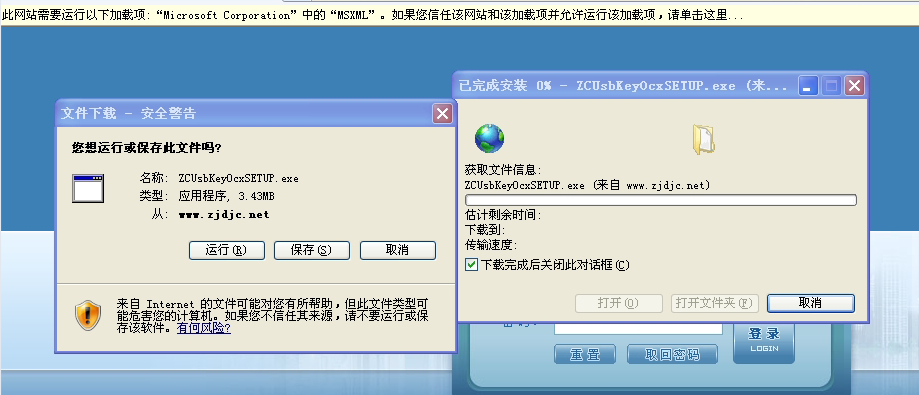 此网站需要运行以下加载项:“Microsoft Corporation”中的“MSXML”。如果您信任该网站和该加载项并允许运行该加载项，请单击这里...
文件下载 - 安全警告
您想运行或保存此文件吗?
名称: ZCUsbKeyOcxSETUP.exe
类型: 应用程序, 3.43MB
从: www.zjdjc.net
运行(R)
保存(S)
取消
来自 Internet 的文件可能对您有所帮助，但此文件类型可
能危害您的计算机。如果您不信任其来源，请不要运行或保
存该软件。有何风险?
已完成安装 0% - ZCUsbKeyOcxSETUP.exe (来...
获取文件信息:
ZCUsbKeyOcxSETUP.exe (来自 www.zjdjc.net)
估计剩余时间:
下载到:
传输速度:
下载完成后关闭此对话框(C)
打开(O)
打开文件夹(F)
取消
登录
LOGIN
重置
取回密码